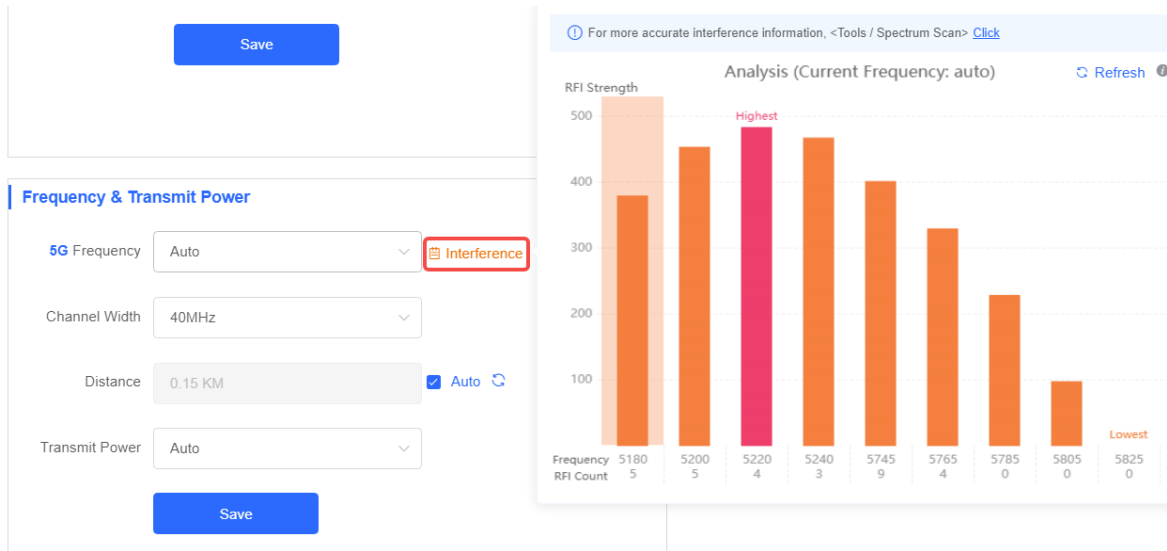 Save
Frequency & Transmit Power
5G Frequency Auto Interference
Channel Width 40MHz
Distance 0.15 KM Auto
Transmit Power Auto
Save
For more accurate interference information, <Tools / Spectrum Scan> Click
Analysis (Current Frequency: auto) Refresh
RFI Strength
500
400
300
200
100
Highest
Lowest
Frequency 5180 5200 5220 5240 5745 5765 5785 5805 5825
RFI Count 5 5 4 3 9 4 0 0 0